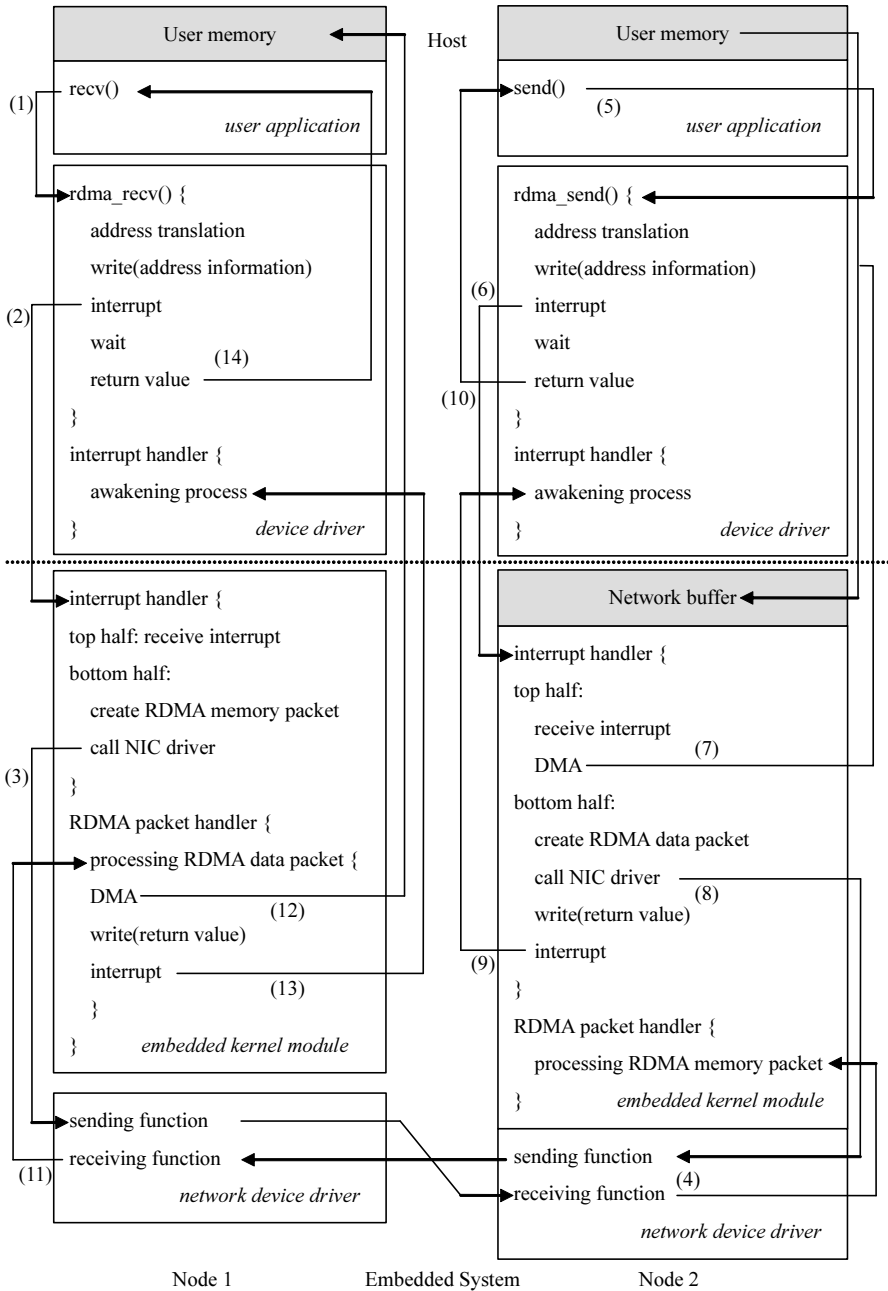 User memory
recv()
(1)
user application
rdma_recv() {
address translation
write(address information)
(2)
interrupt
wait
(14)
return value
}
interrupt handler {
awakening process
}
device driver
interrupt handler {
top half: receive interrupt
bottom half:
create RDMA memory packet
(3)
call NIC driver
}
RDMA packet handler {
processing RDMA data packet {
DMA
(12)
write(return value)
interrupt
(13)
}
}
embedded kernel module
sending function
receiving function
(11)
network device driver
Node 1
Host
User memory
send()
(5)
user application
rdma_send() {
address translation
write(address information)
(6)
interrupt
wait
return value
(10)
}
interrupt handler {
awakening process
}
device driver
Network buffer
interrupt handler {
top half:
receive interrupt
(7)
DMA
bottom half:
create RDMA data packet
call NIC driver
(8)
write(return value)
(9)
interrupt
}
RDMA packet handler {
processing RDMA memory packet
}
embedded kernel module
sending function
(4)
receiving function
network device driver
Embedded System
Node 2